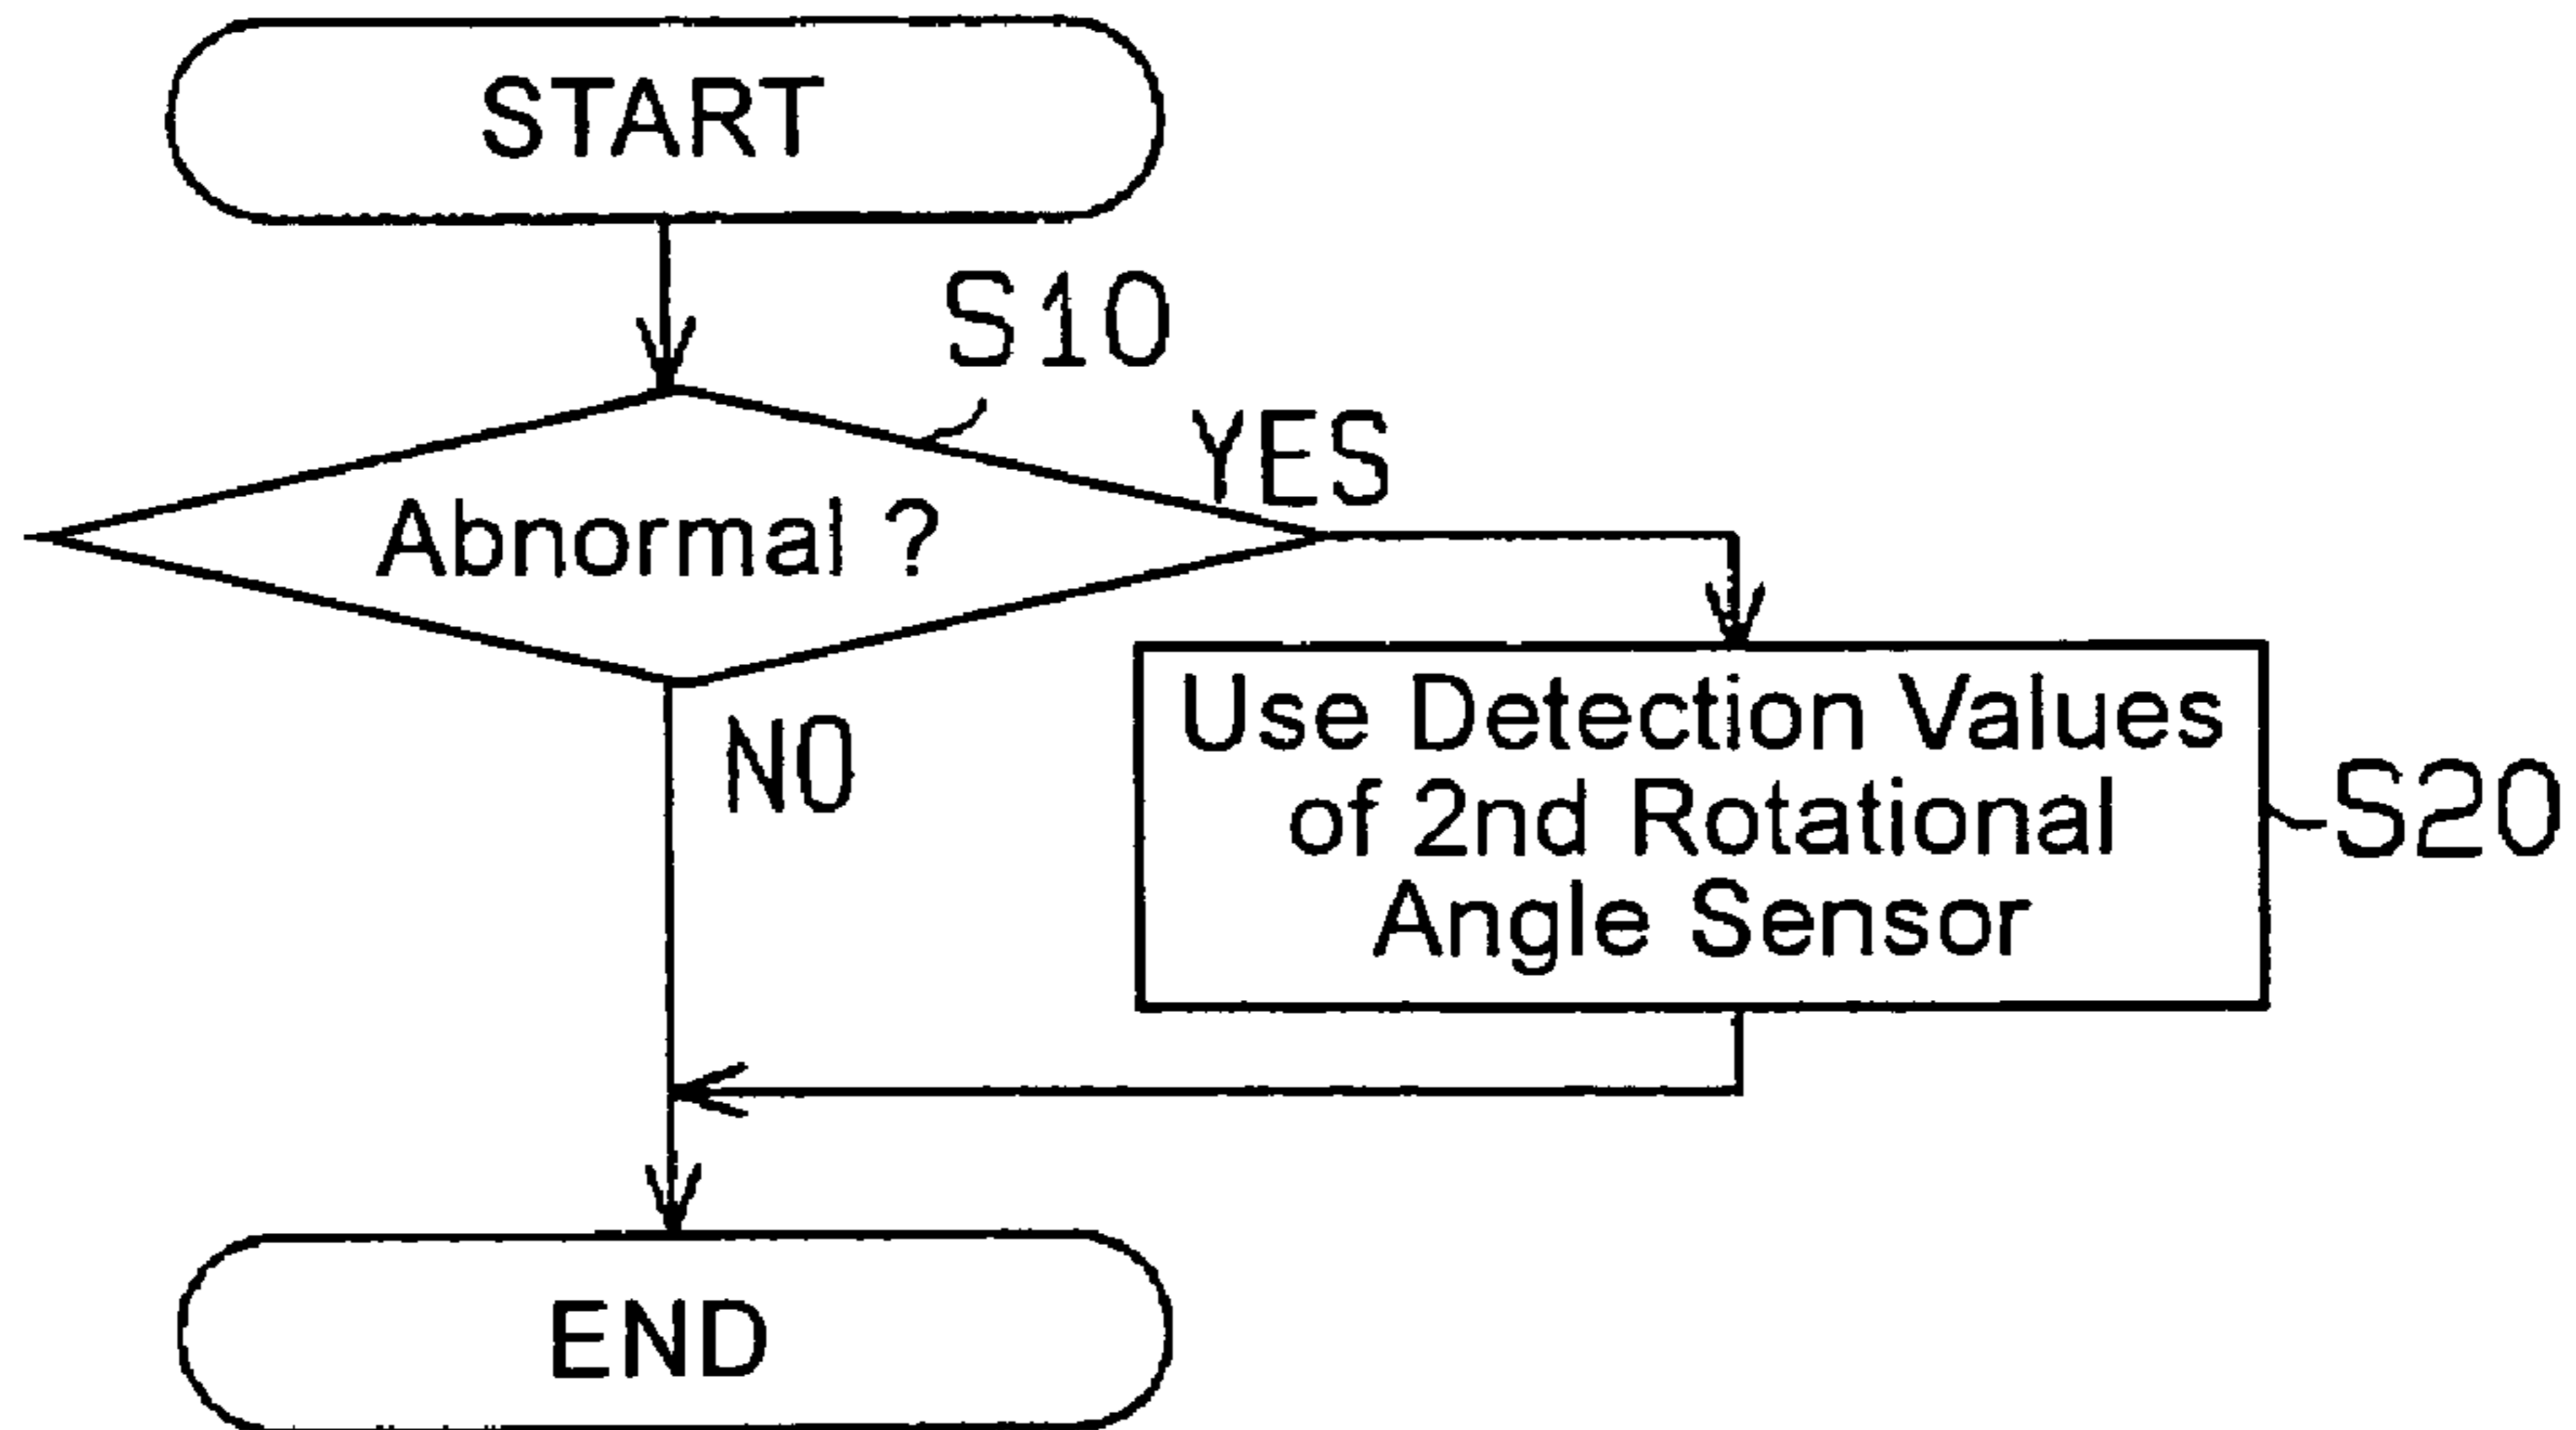 START
S10
YES
Abnormal ?
NO
Use Detection Values
of 2nd Rotational
Angle Sensor
S20
END